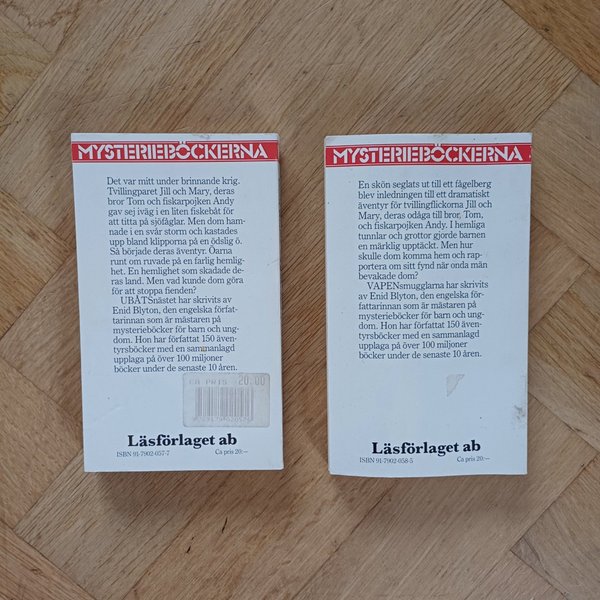 MYSTERIEBÖCKERNA
Det var mitt under brinnande krig.
Tvillingparet Jill och Mary, deras
bror Tom och fiskarpojken Andy
gav sej iväg i en liten fiskebåt för
att titta på sjöfåglar. Men dom ham-
nade i en svår storm och kastades
upp bland klipporna på en ödslig ö.
Så började deras äventyr. Öarna
runt om ruvade på en farlig hemlig-
het. En hemlighet som skadade de-
ras land. Men vad kunde dom göra
för att stoppa fienden?
UBÅTSnästet har skrivits av
Enid Blyton, den engelska förfat-
tarinnan som är mästaren på
mysterieböcker för barn och ung-
dom. Hon har författat 150 även-
tyrsböcker med en sammanlagd
upplaga på över 100 miljoner
böcker under de senaste 10 åren.
CA PRIS 20.00
Läsförlaget ab
ISBN 91-7902-057-7 Ca pris 20:—
MYSTERIEBÖCKERNA
En skön seglats ut till ett fågelberg
blev inledningen till ett dramatiskt
äventyr för tvillingflickorna Jill och
Mary, deras odåga till bror, Tom,
och fiskarpojken Andy. I hemliga
tunnlar och grottor gjorde barnen
en märklig upptäckt. Men hur
skulle dom komma hem och rap-
portera om sitt fynd när onda män
bevakade dom?
VAPENsmugglarna har skrivits
av Enid Blyton, den engelska för-
fattarinnan som är mästaren på
mysterieböcker för barn och ung-
dom. Hon har författat 150 även-
tyrsböcker med en sammanlagd
upplaga på över 100 miljoner
böcker under de senaste 10 åren.
Läsförlaget ab
ISBN 91-7902-058-5 Ca pris 20:—